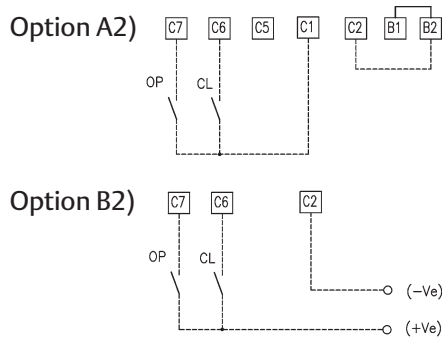 Option A2) C7 C6 C5 C1 C2 B1 B2
OP CL
Option B2) C7 C6 C2
OP CL
(-Ve)
(+Ve)